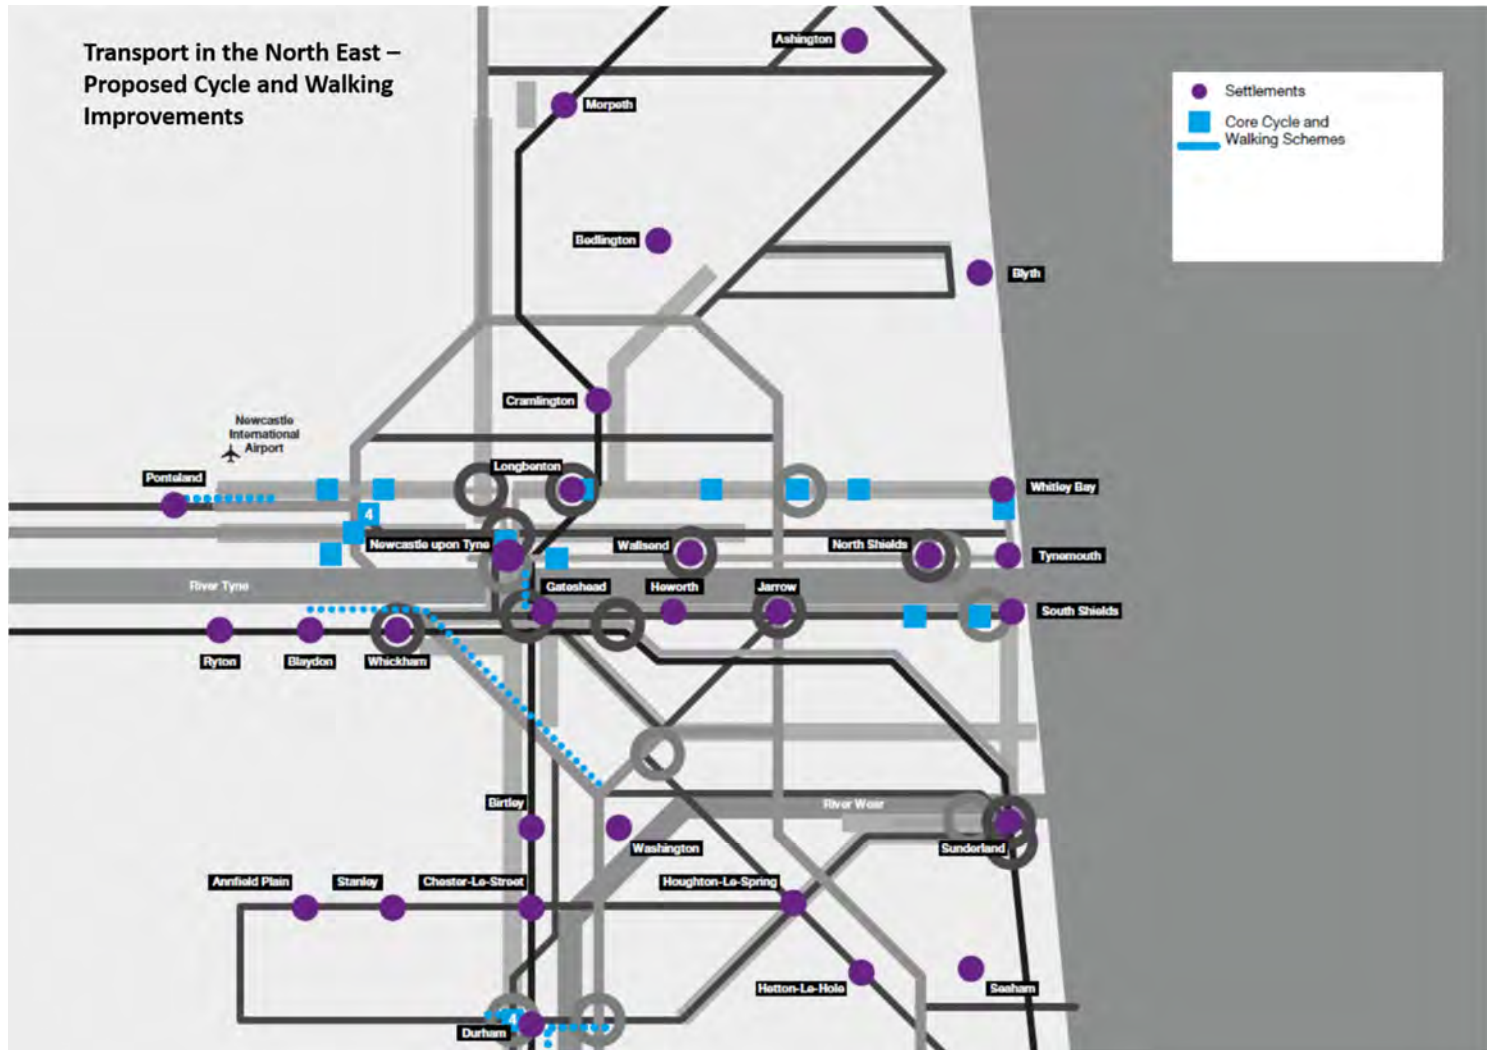 Transport in the North East –
Proposed Cycle and Walking
Improvements
Settlements
Core Cycle and
Walking Schemes
Ashington
Morpeth
Bedlington
Blyth
Cramlington
Newcastle
International
Airport
Longbenton
Ponteland
Whitley Bay
4
Newcastle upon Tyne
Wallsend
North Shields
Tynemouth
River Tyne
Gateshead
Heworth
Jarrow
South Shields
Ryton
Blaydon
Whickham
Birtley
River Wear
Washington
Sunderland
Annfield Plain
Stanley
Chester-Le-Street
Houghton-Le-Spring
Hetton-Le-Hole
Seaham
4
Durham